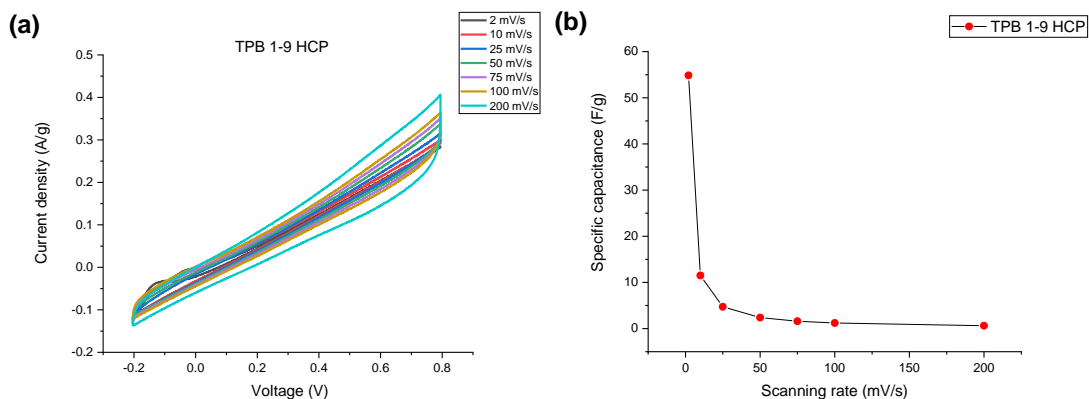 (a)
TPB 1-9 HCP
2 mV/s
10 mV/s
25 mV/s
50 mV/s
75 mV/s
100 mV/s
200 mV/s
Current density (A/g)
0.5
0.4
0.3
0.2
0.1
0.0
-0.1
-0.2
-0.2
0.0
0.2
0.4
0.6
0.8
Voltage (V)
(b)
TPB 1-9 HCP
Specific capacitance (F/g)
60
50
40
30
20
10
0
0
50
100
150
200
Scanning rate (mV/s)